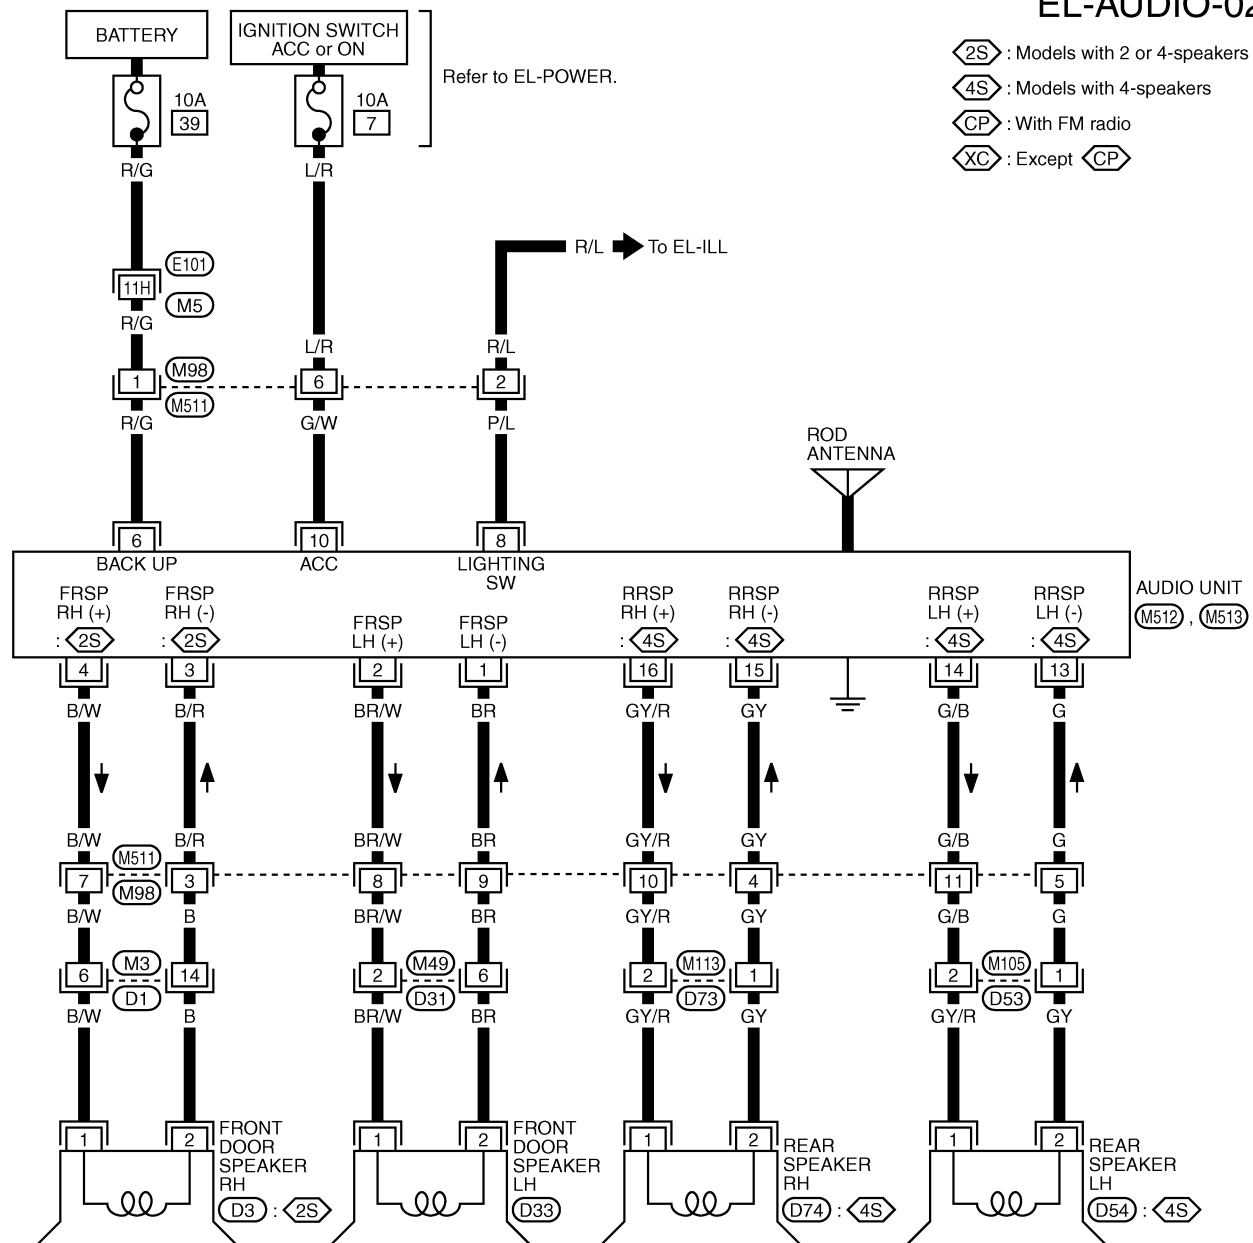 EL-AUDIO-02
BATTERY
IGNITION SWITCH
ACC or ON
Refer to EL-POWER.
2S : Models with 2 or 4-speakers
4S : Models with 4-speakers
CP : With FM radio
XC : Except CP
10A
39
10A
7
R/G
L/R
E101
11H
M5
R/G
R/L
To EL-ILL
L/R
R/L
1
M98
6
2
M511
R/G
G/W
P/L
ROD
ANTENNA
6
10
8
BACK UP
ACC
LIGHTING
SW
FRSP
RH (+)
: 2S
FRSP
RH (-)
: 2S
FRSP
LH (+)
FRSP
LH (-)
RRSP
RH (+)
: 4S
RRSP
RH (-)
: 4S
RRSP
LH (+)
: 4S
RRSP
LH (-)
: 4S
AUDIO UNIT
M512 , M513
4 3 2 1 16 15 14 13
B/W B/R BR/W BR GY/R GY G/B G
B/W B/R BR/W BR GY/R GY G/B G
M511
7 3 8 9 10 4 11 5
M98
B/W B BR/W BR GY/R GY G/B G
M3 M49 M113 M105
6 14 2 6 2 1 2 1
D1 D31 D73 D53
B/W B BR/W BR GY/R GY GY/R GY
1 2 1 2 1 2 1 2
FRONT
DOOR
SPEAKER
RH
D3 : 2S
FRONT
DOOR
SPEAKER
LH
D33
REAR
SPEAKER
RH
D74 : 4S
REAR
SPEAKER
LH
D54 : 4S